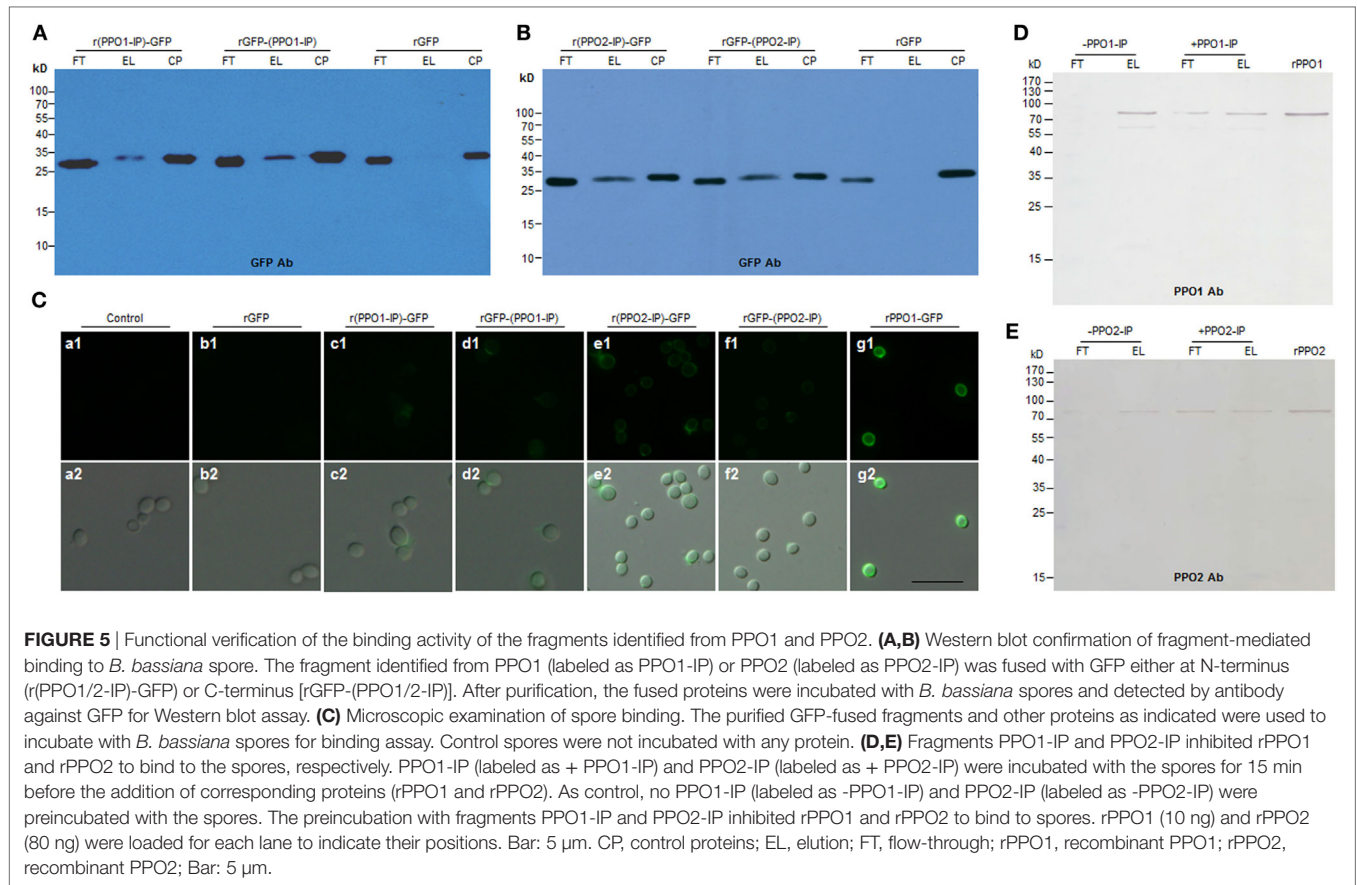 A
r(PPO1-IP)-GFP rGFP-(PPO1-IP) rGFP
kD FT EL CP FT EL CP FT EL CP
100
70
55
40
35
25
15
10
GFP Ab
B
r(PPO2-IP)-GFP rGFP-(PPO2-IP) rGFP
kD FT EL CP FT EL CP FT EL CP
100
70
55
40
35
25
15
10
GFP Ab
C
Control rGFP r(PPO1-IP)-GFP rGFP-(PPO1-IP) r(PPO2-IP)-GFP rGFP-(PPO2-IP) rPPO1-GFP
a1 b1 c1 d1 e1 f1 g1
a2 b2 c2 d2 e2 f2 g2
D
-PPO1-IP +PPO1-IP
kD FT EL FT EL rPPO1
170
130
100
70
55
40
35
25
15
PPO1 Ab
E
-PPO2-IP +PPO2-IP
kD FT EL FT EL rPPO2
170
130
100
70
55
40
35
25
15
PPO2 Ab
FIGURE 5 | Functional verification of the binding activity of the fragments identified from PPO1 and PPO2. (A,B) Western blot confirmation of fragment-mediated
binding to B. bassiana spore. The fragment identified from PPO1 (labeled as PPO1-IP) or PPO2 (labeled as PPO2-IP) was fused with GFP either at N-terminus
(r(PPO1/2-IP)-GFP) or C-terminus [rGFP-(PPO1/2-IP)]. After purification, the fused proteins were incubated with B. bassiana spores and detected by antibody
against GFP for Western blot assay. (C) Microscopic examination of spore binding. The purified GFP-fused fragments and other proteins as indicated were used to
incubate with B. bassiana spores for binding assay. Control spores were not incubated with any protein. (D,E) Fragments PPO1-IP and PPO2-IP inhibited rPPO1
and rPPO2 to bind to the spores, respectively. PPO1-IP (labeled as + PPO1-IP) and PPO2-IP (labeled as + PPO2-IP) were incubated with the spores for 15 min
before the addition of corresponding proteins (rPPO1 and rPPO2). As control, no PPO1-IP (labeled as -PPO1-IP) and PPO2-IP (labeled as -PPO2-IP) were
preincubated with the spores. The preincubation with fragments PPO1-IP and PPO2-IP inhibited rPPO1 and rPPO2 to bind to spores. rPPO1 (10 ng) and rPPO2
(80 ng) were loaded for each lane to indicate their positions. Bar: 5 µm. CP, control proteins; EL, elution; FT, flow-through; rPPO1, recombinant PPO1; rPPO2,
recombinant PPO2; Bar: 5 µm.